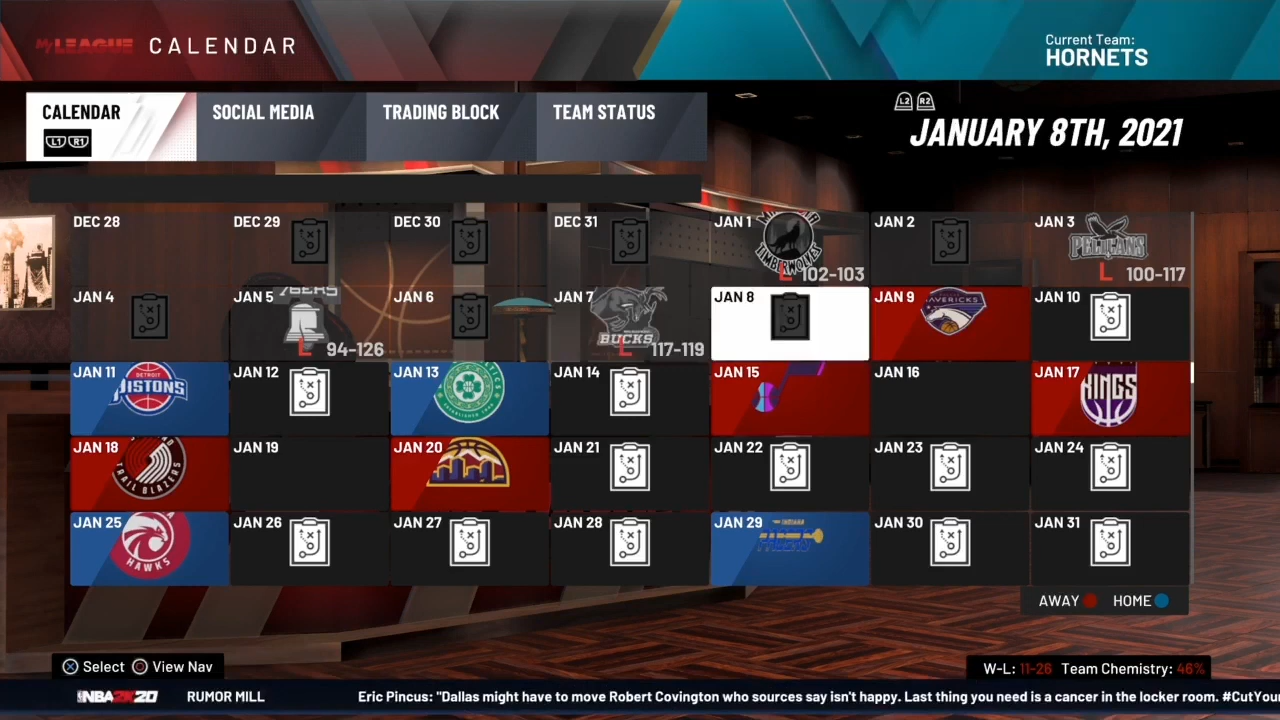 MyLEAGUE CALENDAR
Current Team:
HORNETS
CALENDAR SOCIAL MEDIA TRADING BLOCK TEAM STATUS
L1 R1
L2 R2
JANUARY 8TH, 2021
DEC 28 DEC 29 DEC 30 DEC 31 JAN 1 JAN 2 JAN 3
TIMBERWOLVES PELICANS
L 102-103 L 100-117
JAN 4 JAN 5 JAN 6 JAN 7 JAN 8 JAN 9 JAN 10
76ERS BUCKS MAVERICKS
L 94-126 L 117-119
JAN 11 JAN 12 JAN 13 JAN 14 JAN 15 JAN 16 JAN 17
DETROIT
PISTONS KINGS
JAN 18 JAN 19 JAN 20 JAN 21 JAN 22 JAN 23 JAN 24
TRAIL BLAZERS
JAN 25 JAN 26 JAN 27 JAN 28 JAN 29 JAN 30 JAN 31
HAWKS
AWAY HOME
Select View Nav
W-L: 11-26 Team Chemistry: 46%
NBA 2K20 RUMOR MILL Eric Pincus: "Dallas might have to move Robert Covington who sources say isn't happy. Last thing you need is a cancer in the locker room. #CutYour